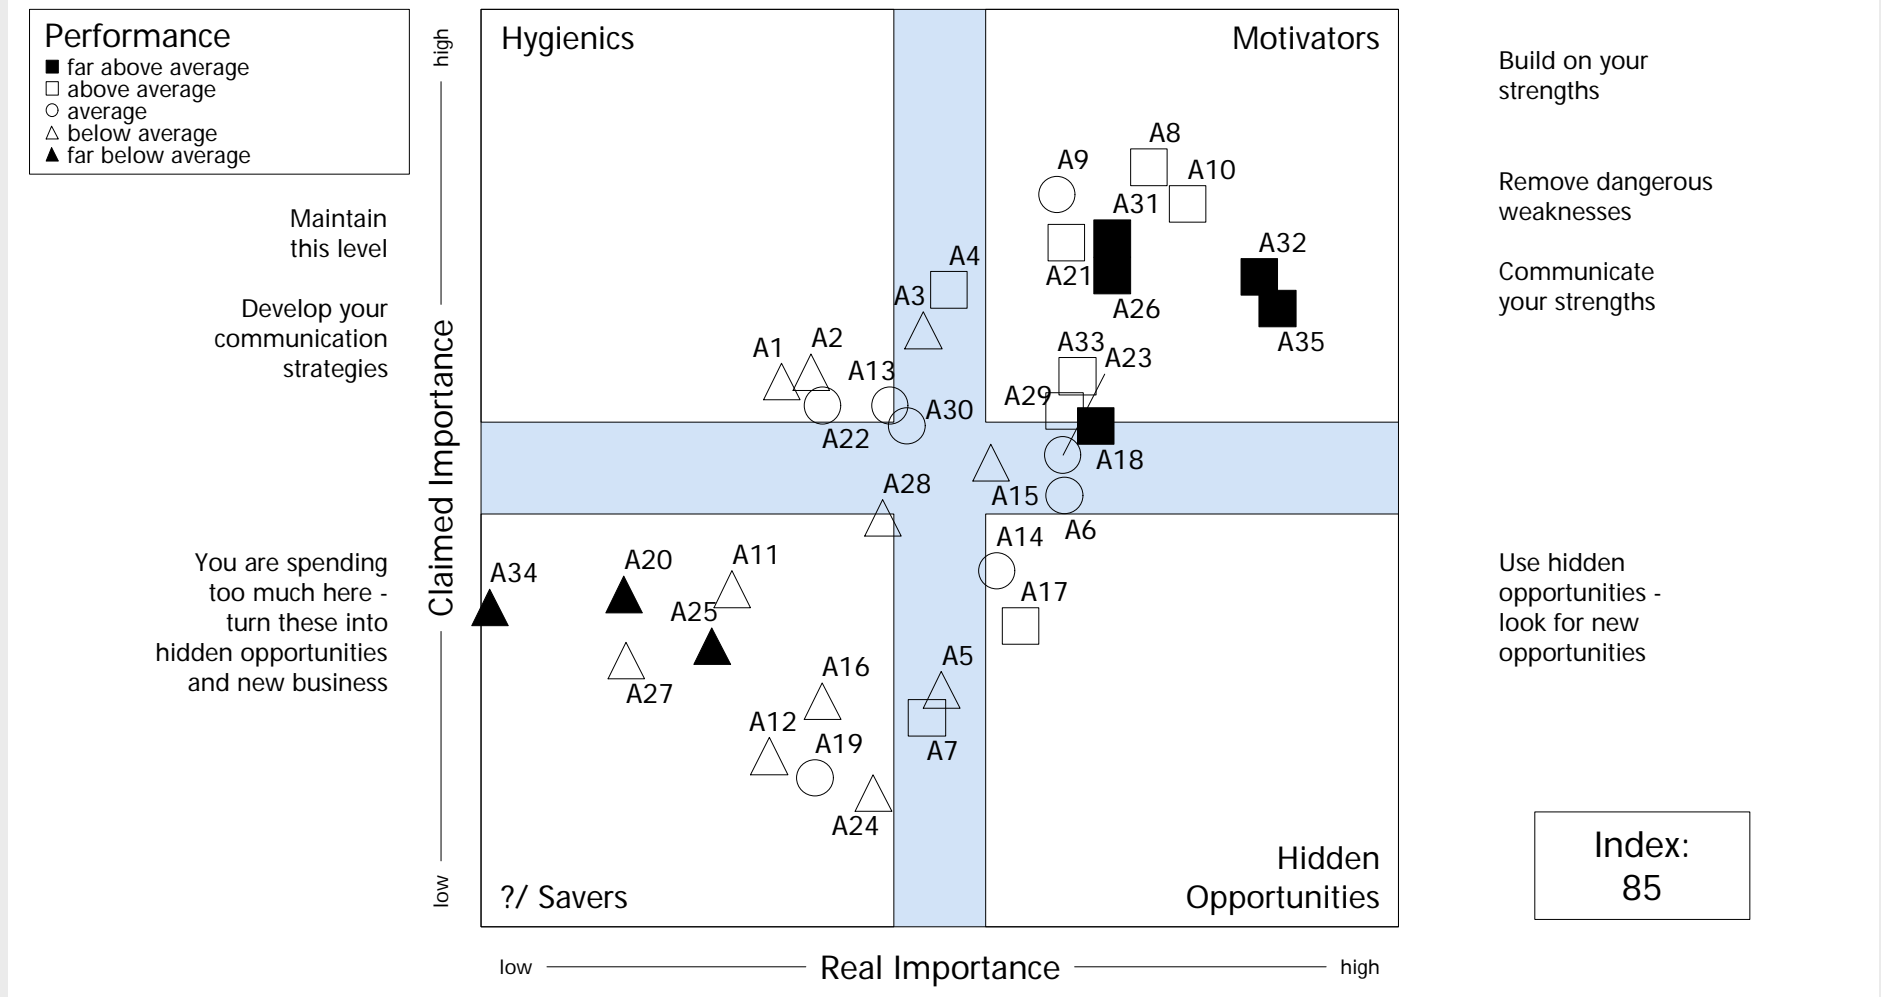 Performance
far above average
above average
average
below average
far below average
Maintain
this level
Develop your
communication
strategies
You are spending
too much here -
turn these into
hidden opportunities
and new business
high
Claimed Importance
low
Hygienics
Motivators
A8
A9
A10
A31
A32
A4
A21
A3
A26
A35
A33
A2
A1
A23
A13
A29
A30
A22
A18
A28
A15
A6
A14
A11
A20
A34
A17
A25
A5
A16
A27
A12
A19
A7
A24
?/ Savers
Hidden
Opportunities
low
Real Importance
high
Build on your
strengths
Remove dangerous
weaknesses
Communicate
your strengths
Use hidden
opportunities -
look for new
opportunities
Index:
85